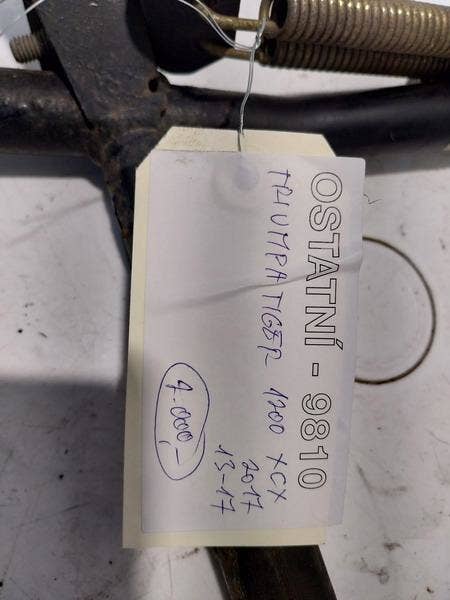 OSTATNÍ - 9810
TRIUMPH TIGER 1200 XCX
2017
13-17
4.000,-